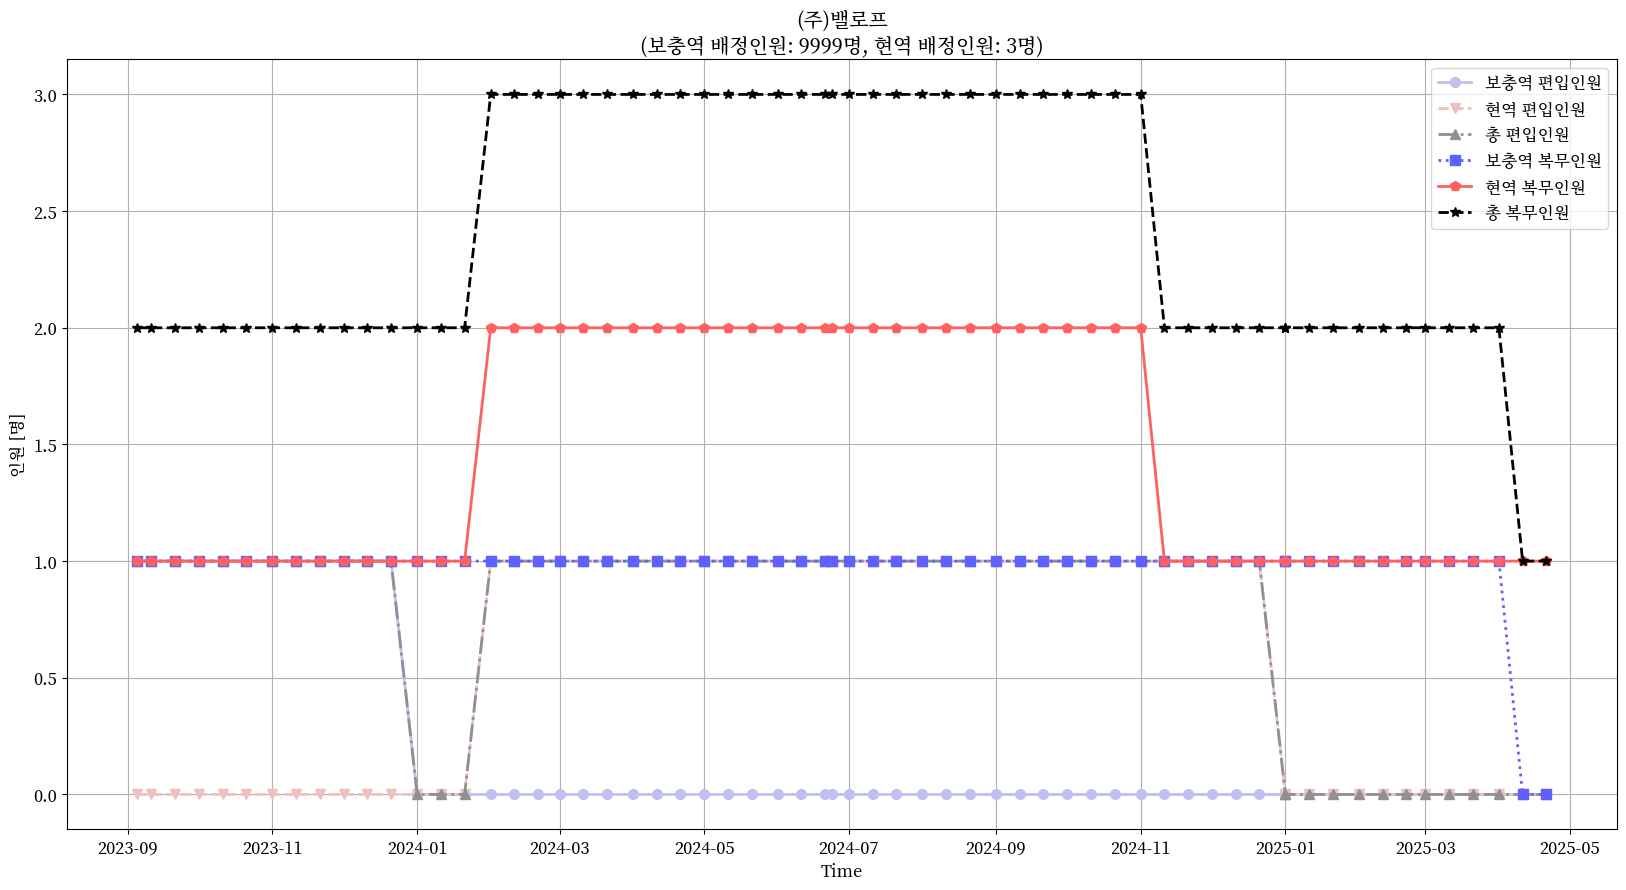 (주)밸로프
(보충역 배정인원: 9999명, 현역 배정인원: 3명)
보충역 편입인원
현역 편입인원
총 편입인원
보충역 복무인원
현역 복무인원
총 복무인원
3.0
2.5
2.0
1.5
1.0
0.5
0.0
인원 [명]
2023-09
2023-11
2024-01
2024-03
2024-05
2024-07
2024-09
2024-11
2025-01
2025-03
2025-05
Time